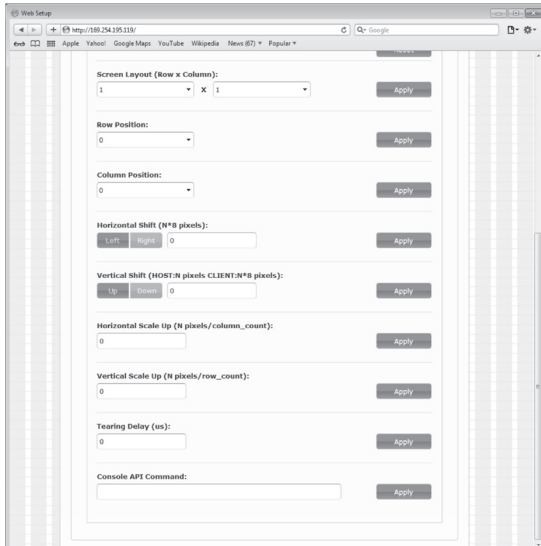 Web Setup
http://169.254.195.119/
Google
Apple Yahoo! Google Maps YouTube Wikipedia News (67) Popular
Screen Layout (Row x Column):
1 X 1 Apply
Row Position:
0 Apply
Column Position:
0 Apply
Horizontal Shift (N*8 pixels):
Left Right 0 Apply
Vertical Shift (HOST:N pixels CLIENT:N*8 pixels):
Up Down 0 Apply
Horizontal Scale Up (N pixels/column_count):
0 Apply
Vertical Scale Up (N pixels/row_count):
0 Apply
Tearing Delay (us):
0 Apply
Console API Command:
Apply